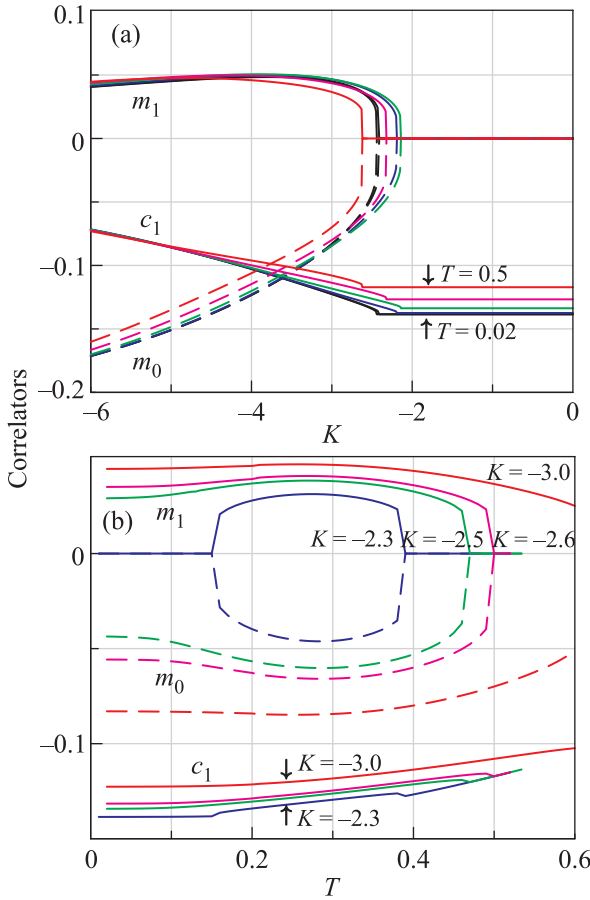 0.1
(a)
m1
0
c1
↓ T = 0.5
−0.1
↑ T = 0.02
m0
−0.2
−6
−4
−2
0
K
Correlators
(b)
K = −3.0
m1
0
K = −2.3
K = −2.5
K = −2.6
m0
−0.1
c1
↓ K = −3.0
↑ K = −2.3
0
0.2
0.4
0.6
T